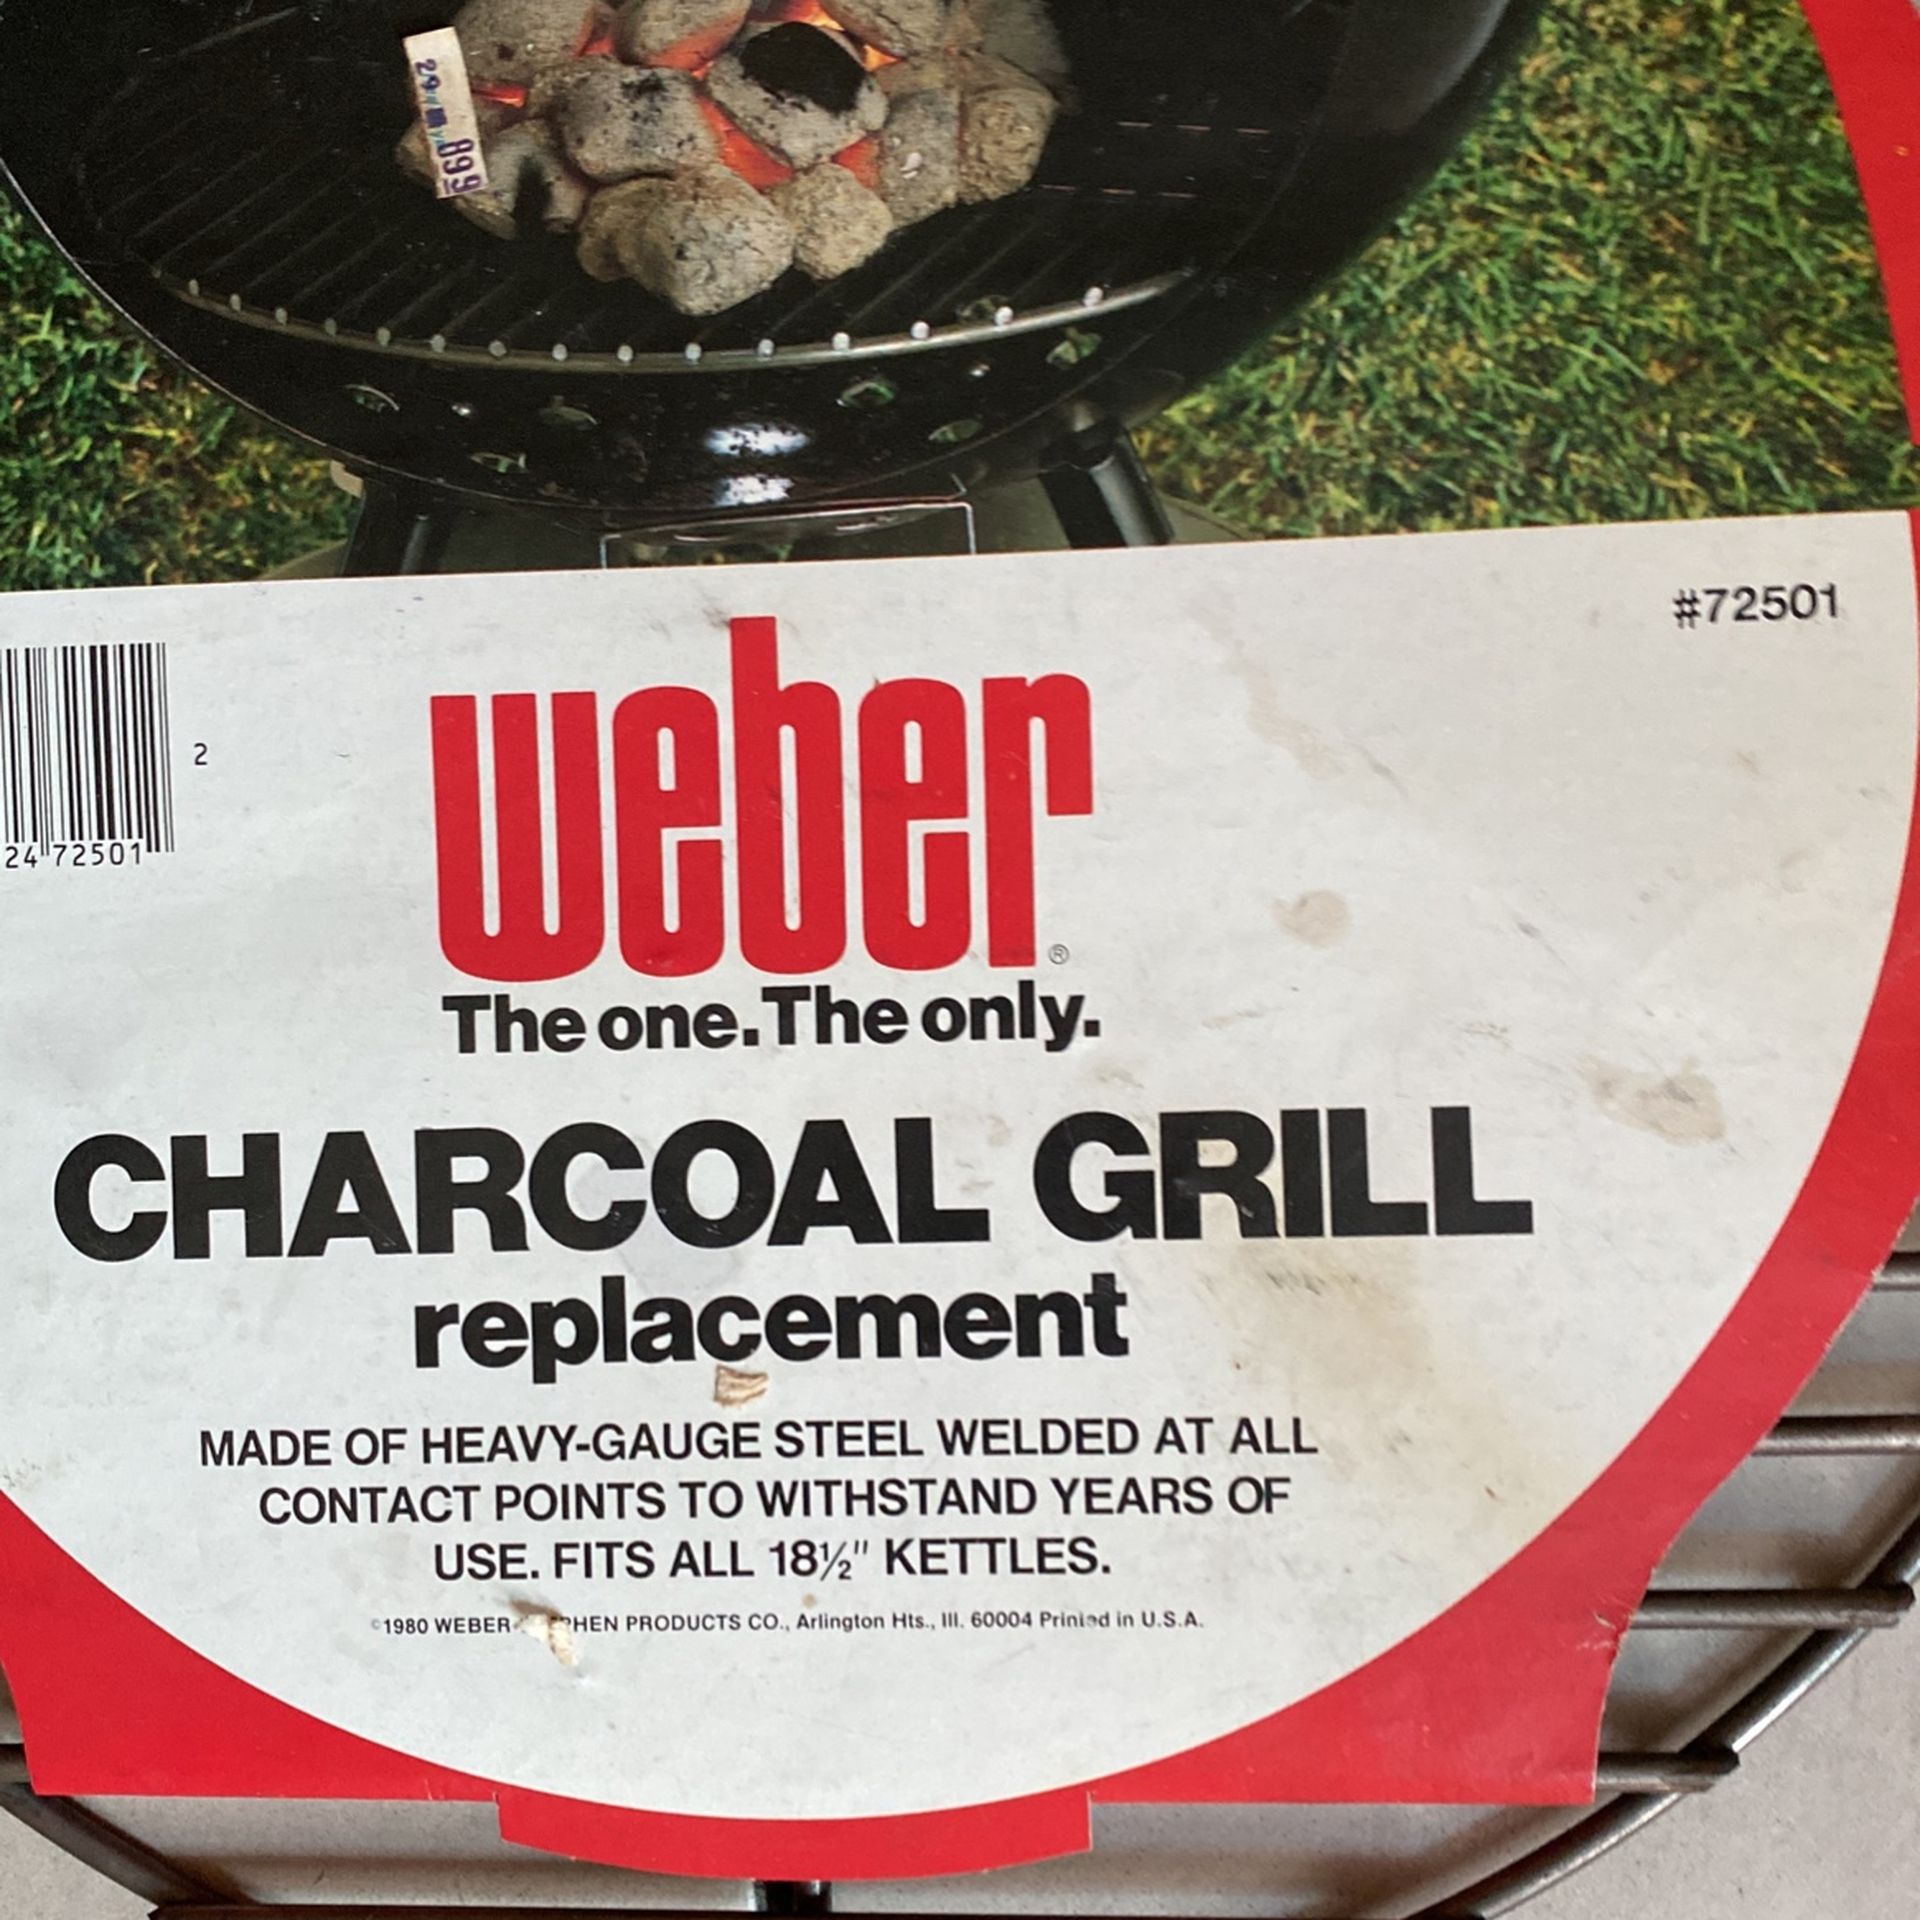 899
#72501
2
24 72501
weber®
The one. The only.
CHARCOAL GRILL
replacement
MADE OF HEAVY-GAUGE STEEL WELDED AT ALL
CONTACT POINTS TO WITHSTAND YEARS OF
USE. FITS ALL 18½" KETTLES.
©1980 WEBER- PRODUCTS CO., Arlington Hts., Ill. 60004 Printed in U.S.A.